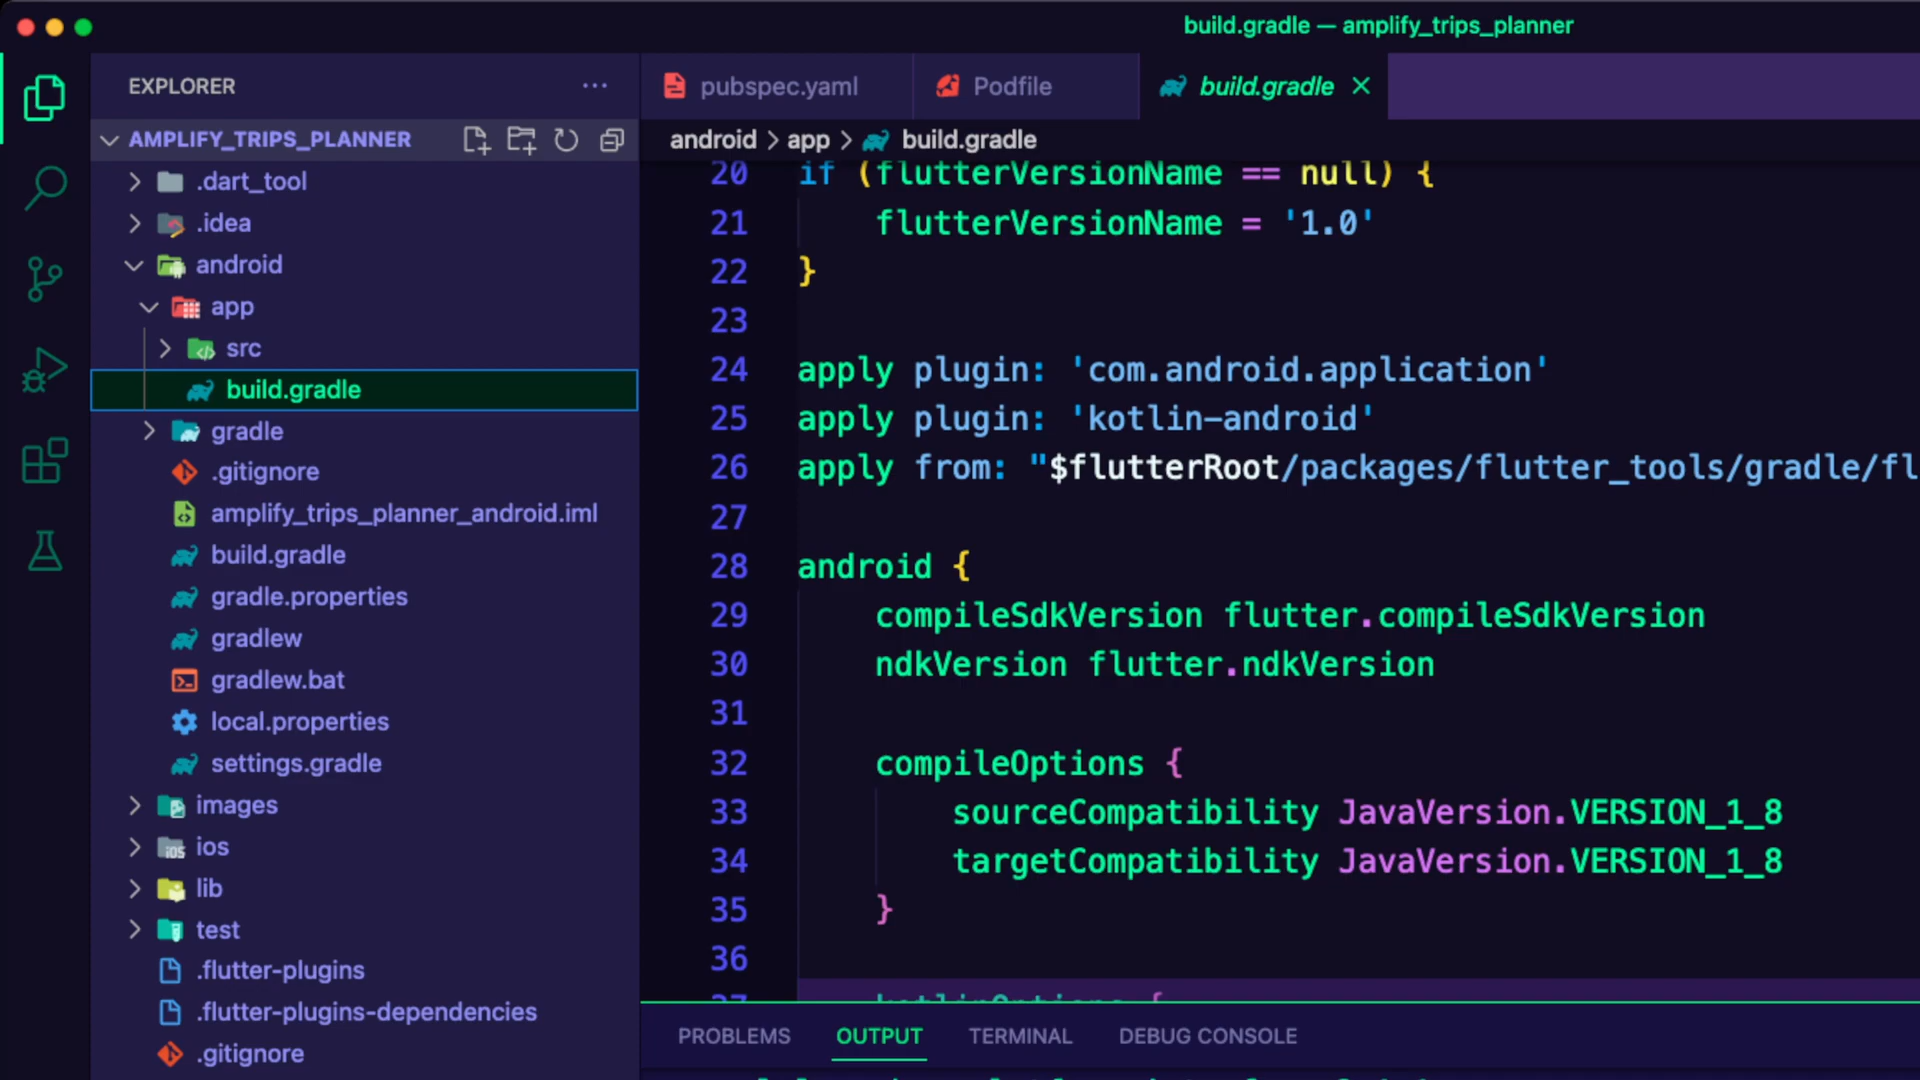 build.gradle — amplify_trips_planner
EXPLORER
AMPLIFY_TRIPS_PLANNER
.dart_tool
.idea
android
app
src
build.gradle
gradle
.gitignore
amplify_trips_planner_android.iml
build.gradle
gradle.properties
gradlew
gradlew.bat
local.properties
settings.gradle
images
ios
lib
test
.flutter-plugins
.flutter-plugins-dependencies
.gitignore
pubspec.yaml
Podfile
build.gradle
android > app > build.gradle
20 if (flutterVersionName == null) {
21 flutterVersionName = '1.0'
22 }
23
24 apply plugin: 'com.android.application'
25 apply plugin: 'kotlin-android'
26 apply from: "$flutterRoot/packages/flutter_tools/gradle/fl
27
28 android {
29 compileSdkVersion flutter.compileSdkVersion
30 ndkVersion flutter.ndkVersion
31
32 compileOptions {
33 sourceCompatibility JavaVersion.VERSION_1_8
34 targetCompatibility JavaVersion.VERSION_1_8
35 }
36
37 kotlinOptions {
PROBLEMS
OUTPUT
TERMINAL
DEBUG CONSOLE